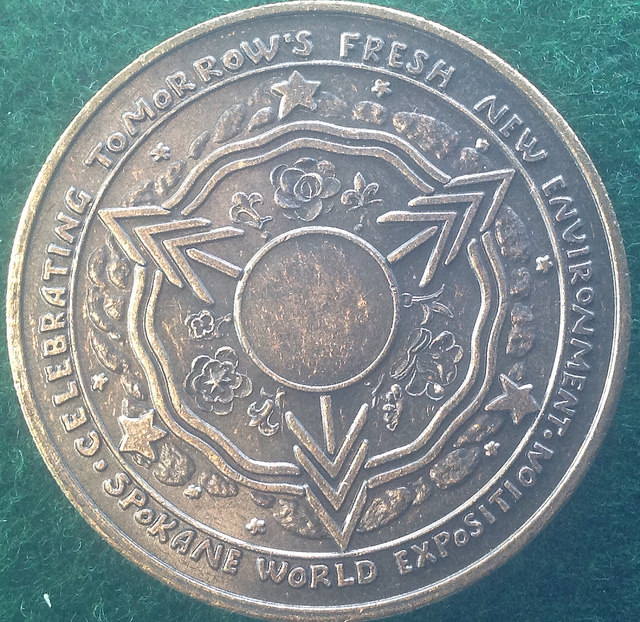 CELEBRATING TOMORROW'S FRESH NEW ENVIRONMENT.
SPOKANE WORLD EXPOSITION.